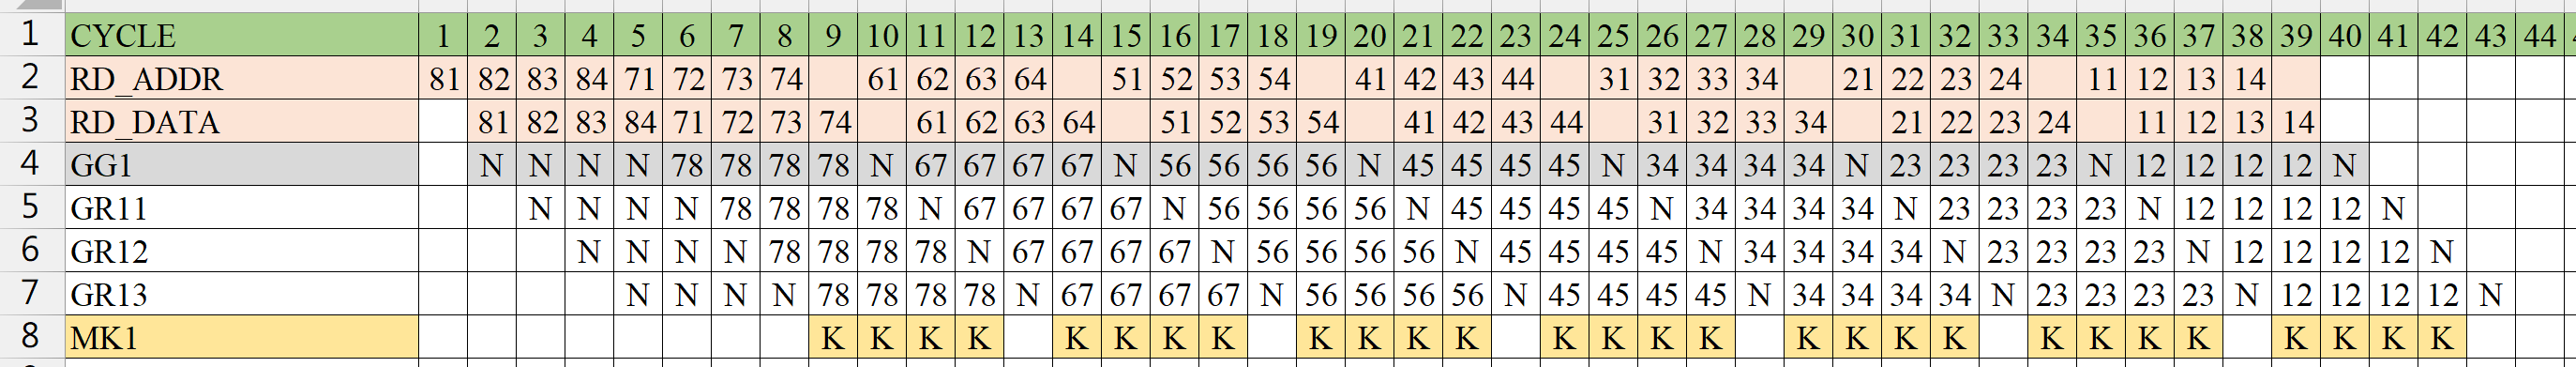 1 CYCLE 1 2 3 4 5 6 7 8 9 10 11 12 13 14 15 16 17 18 19 20 21 22 23 24 25 26 27 28 29 30 31 32 33 34 35 36 37 38 39 40 41 42 43 44
2 RD_ADDR 81 82 83 84 71 72 73 74 61 62 63 64 51 52 53 54 41 42 43 44 31 32 33 34 21 22 23 24 11 12 13 14
3 RD_DATA 81 82 83 84 71 72 73 74 61 62 63 64 51 52 53 54 41 42 43 44 31 32 33 34 21 22 23 24 11 12 13 14
4 GG1 N N N N 78 78 78 78 N 67 67 67 67 N 56 56 56 56 N 45 45 45 45 N 34 34 34 34 N 23 23 23 23 N 12 12 12 12 N
5 GR11 N N N N 78 78 78 78 N 67 67 67 67 N 56 56 56 56 N 45 45 45 45 N 34 34 34 34 N 23 23 23 23 N 12 12 12 12 N
6 GR12 N N N N 78 78 78 78 N 67 67 67 67 N 56 56 56 56 N 45 45 45 45 N 34 34 34 34 N 23 23 23 23 N 12 12 12 12 N
7 GR13 N N N N 78 78 78 78 N 67 67 67 67 N 56 56 56 56 N 45 45 45 45 N 34 34 34 34 N 23 23 23 23 N 12 12 12 12 N
8 MK1 K K K K K K K K K K K K K K K K K K K K K K K K K K K K